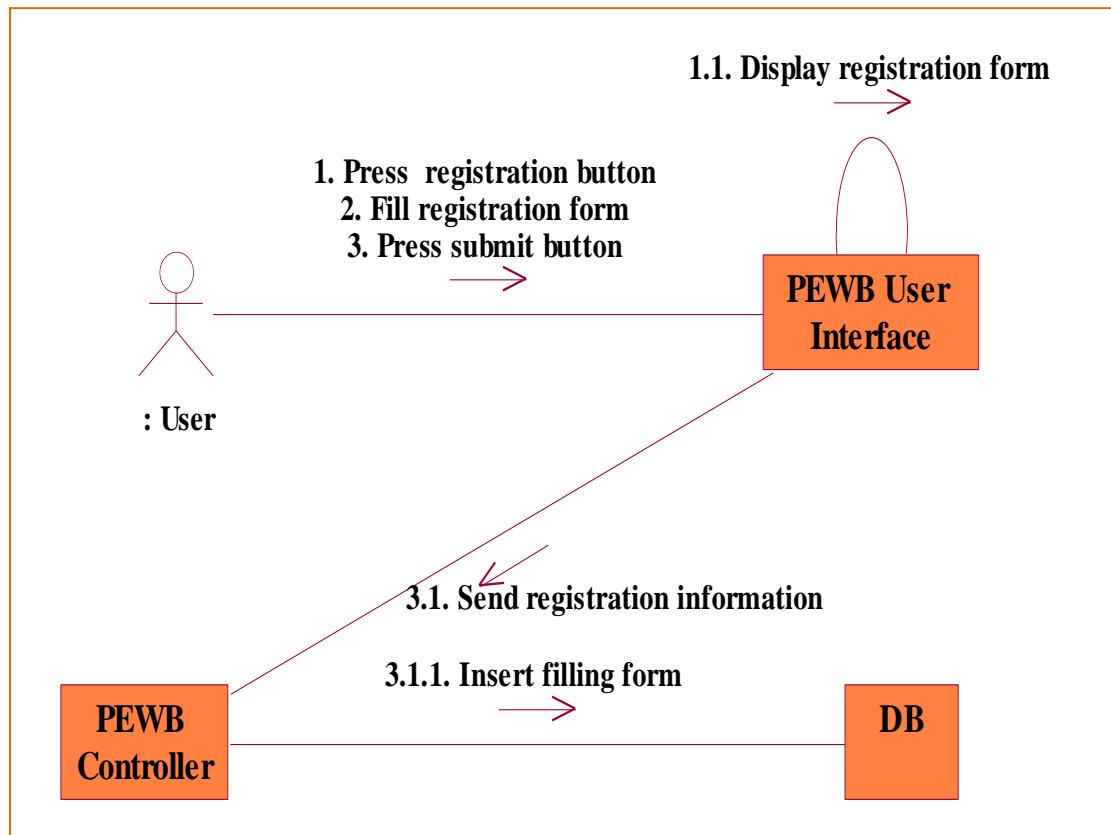 1.1. Display registration form
1. Press registration button
2. Fill registration form
3. Press submit button
PEWB User
Interface
: User
3.1. Send registration information
3.1.1. Insert filling form
PEWB
Controller
DB